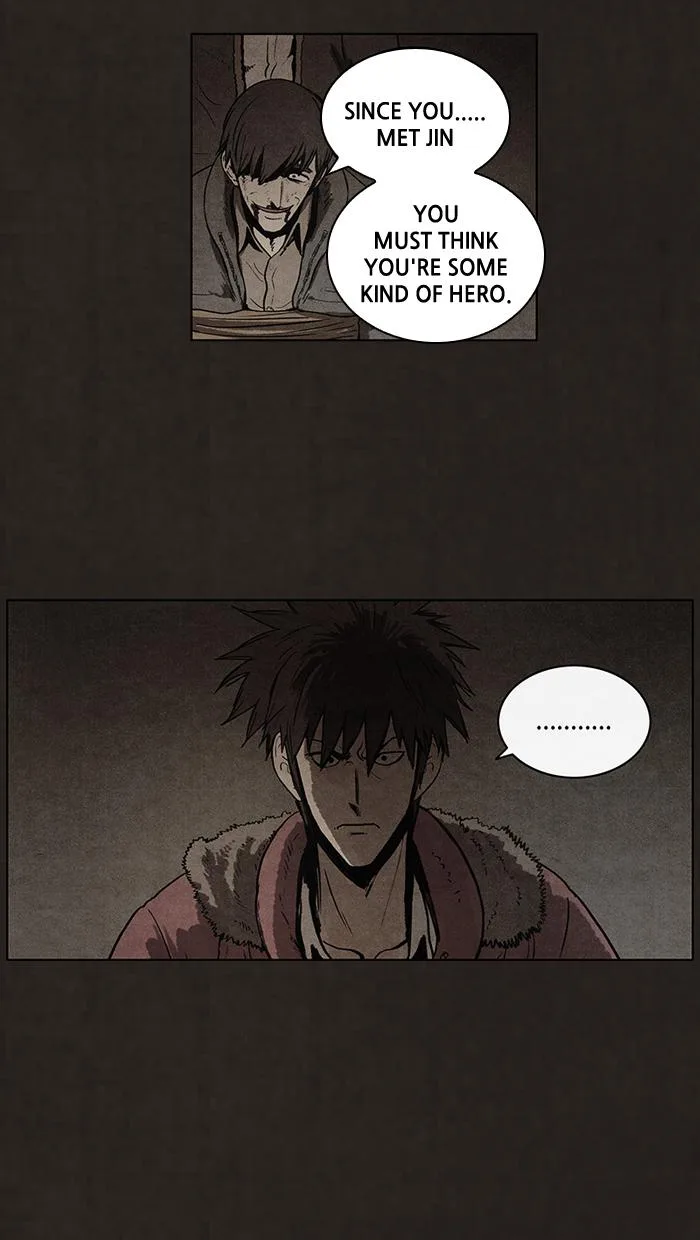 SINCE YOU.....
MET JIN
YOU
MUST THINK
YOU'RE SOME
KIND OF HERO.
............